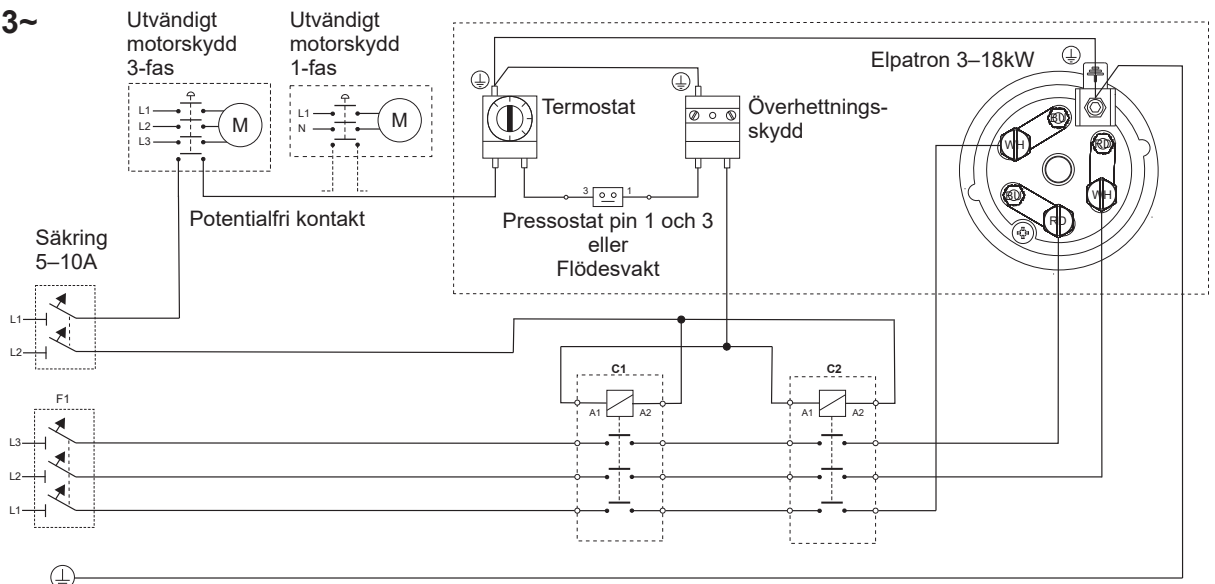 3~
Utvändigt
motorskydd
3-fas
Utvändigt
motorskydd
1-fas
L1
L2
L3
M
L1
N
M
Termostat
Överhettnings-
skydd
Elpatron 3–18kW
BU
WH
RD
BU
WH
RD
3
1
Potentialfri kontakt
Pressostat pin 1 och 3
eller
Flödesvakt
Säkring
5–10A
L1
L2
C1
A1 A2
C2
A1 A2
F1
L3
L2
L1